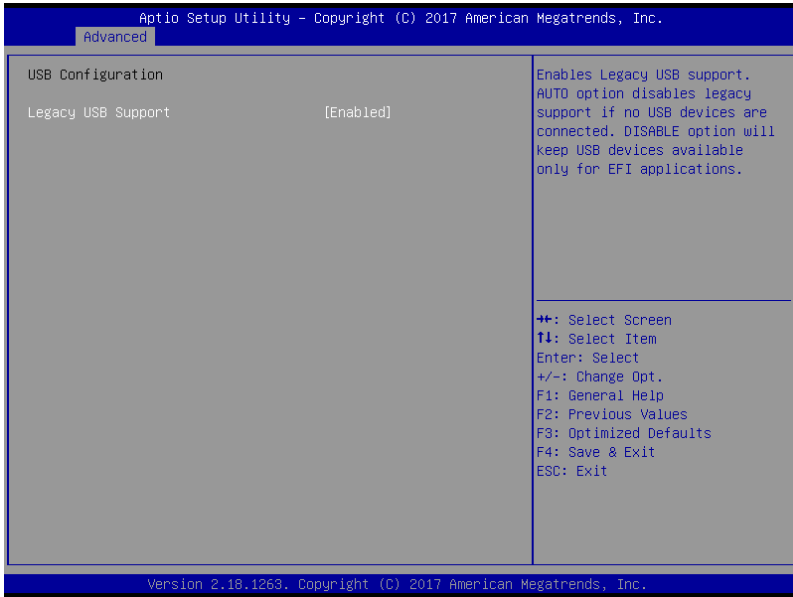 Aptio Setup Utility – Copyright (C) 2017 American Megatrends, Inc.
Advanced
USB Configuration
Legacy USB Support [Enabled]
Enables Legacy USB support.
AUTO option disables legacy
support if no USB devices are
connected. DISABLE option will
keep USB devices available
only for EFI applications.
→←: Select Screen
↑↓: Select Item
Enter: Select
+/-: Change Opt.
F1: General Help
F2: Previous Values
F3: Optimized Defaults
F4: Save & Exit
ESC: Exit
Version 2.18.1263. Copyright (C) 2017 American Megatrends, Inc.